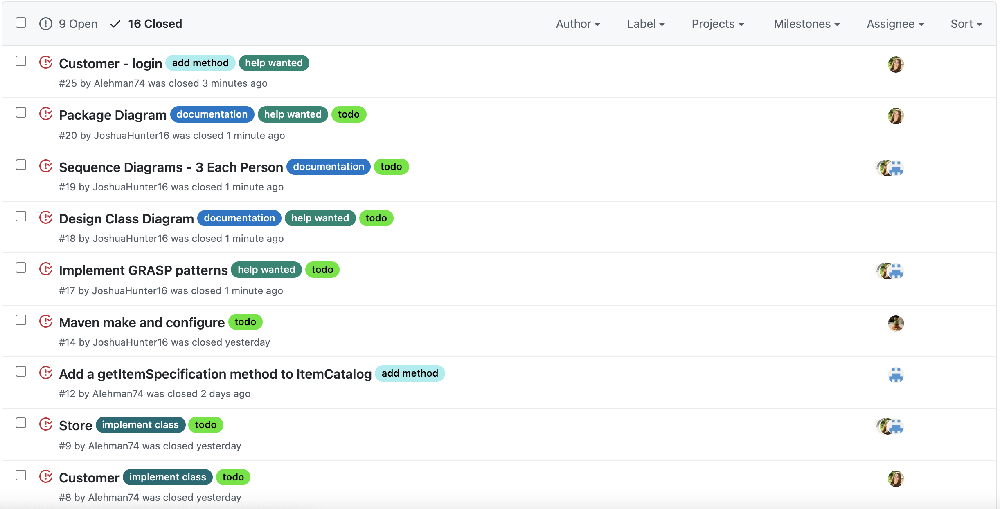 9 Open 16 Closed Author Label Projects Milestones Assignee Sort
Customer - login add method help wanted
#25 by Alehman74 was closed 3 minutes ago
Package Diagram documentation help wanted todo
#20 by JoshuaHunter16 was closed 1 minute ago
Sequence Diagrams - 3 Each Person documentation todo
#19 by JoshuaHunter16 was closed 1 minute ago
Design Class Diagram documentation help wanted todo
#18 by JoshuaHunter16 was closed 1 minute ago
Implement GRASP patterns help wanted todo
#17 by JoshuaHunter16 was closed 1 minute ago
Maven make and configure todo
#14 by JoshuaHunter16 was closed yesterday
Add a getItemSpecification method to ItemCatalog add method
#12 by Alehman74 was closed 2 days ago
Store implement class todo
#9 by Alehman74 was closed yesterday
Customer implement class todo
#8 by Alehman74 was closed yesterday